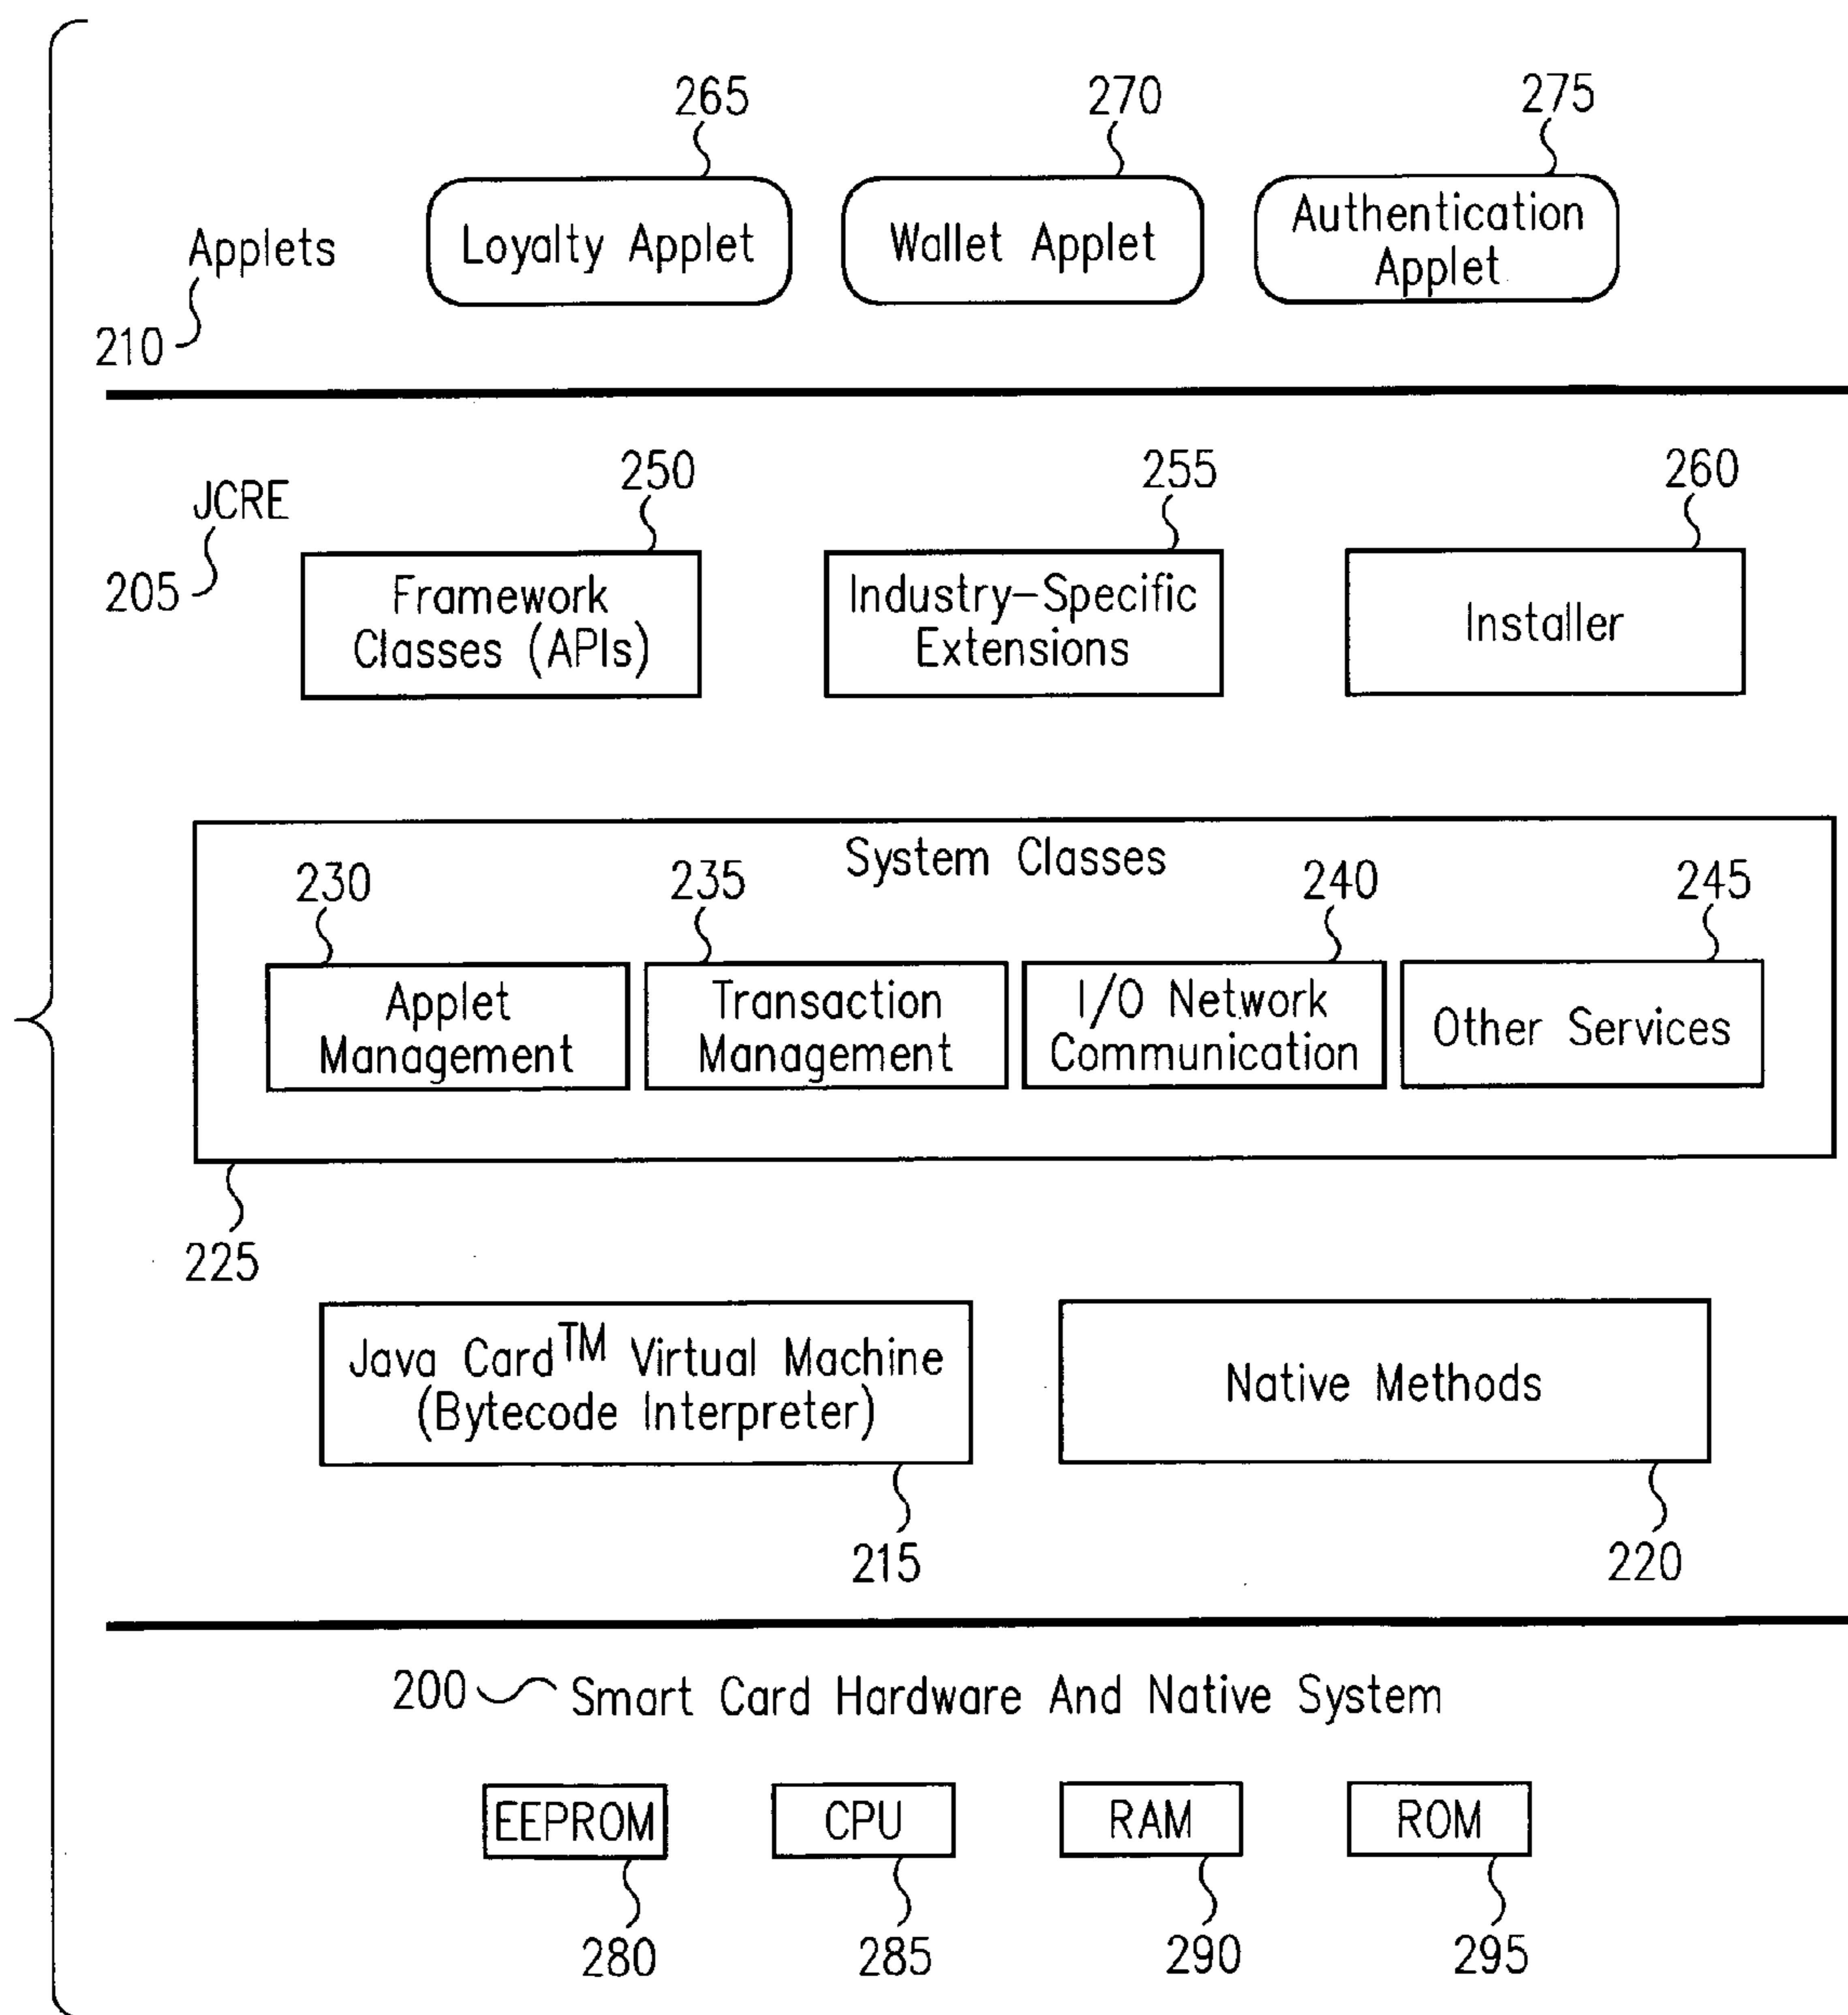 265
270
275
Applets
Loyalty Applet
Wallet Applet
Authentication
Applet
210
JCRE
250
255
260
205
Framework
Classes (APIs)
Industry-Specific
Extensions
Installer
System Classes
230
235
240
245
Applet
Management
Transaction
Management
I/O Network
Communication
Other Services
225
Java Card™ Virtual Machine
(Bytecode Interpreter)
Native Methods
215
220
200 Smart Card Hardware And Native System
EEPROM
CPU
RAM
ROM
280
285
290
295